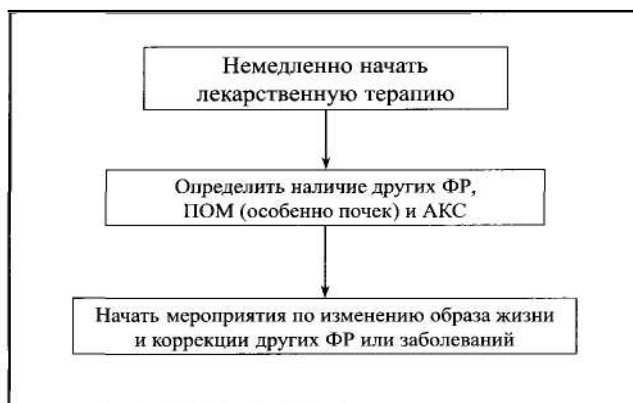 Немедленно начать
лекарственную терапию
Определить наличие других ФР,
ПОМ (особенно почек) и АКС
Начать мероприятия по изменению образа жизни
и коррекции других ФР или заболеваний